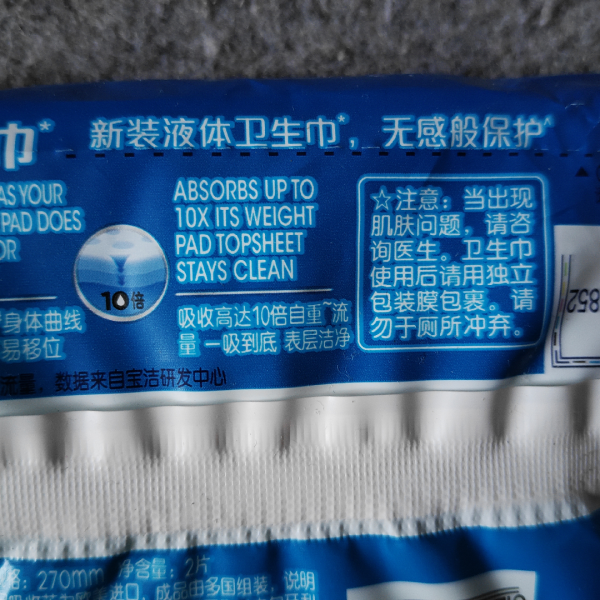 巾* 新装液体卫生巾*，无感般保护^
AS YOUR
PAD DOES
OR
10倍
身体曲线
易移位
ABSORBS UP TO
10X ITS WEIGHT
PAD TOPSHEET
STAYS CLEAN
吸收高达10倍自重~流
量 一吸到底 表层洁净
☆注意：当出现
肌肤问题，请咨
询医生。卫生巾
使用后请用独立
包装膜包裹。请
勿于厕所冲弃。
852
流量，数据来自宝洁研发中心
格：270mm 净含量：2片
进口，成品由多国组装，说明